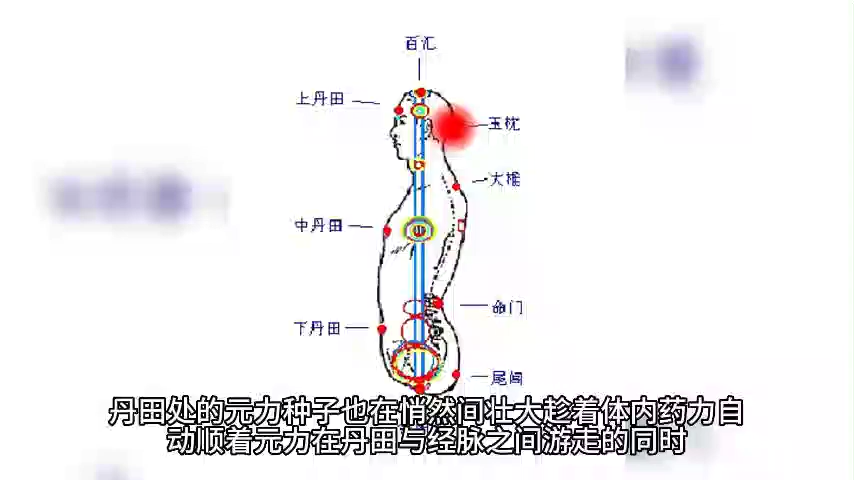 百汇
上丹田
玉枕
大椎
中丹田
命门
下丹田
尾闾
丹田处的元力种子也在悄然间壮大趁着体内药力自
动顺着元力在丹田与经脉之间游走的同时